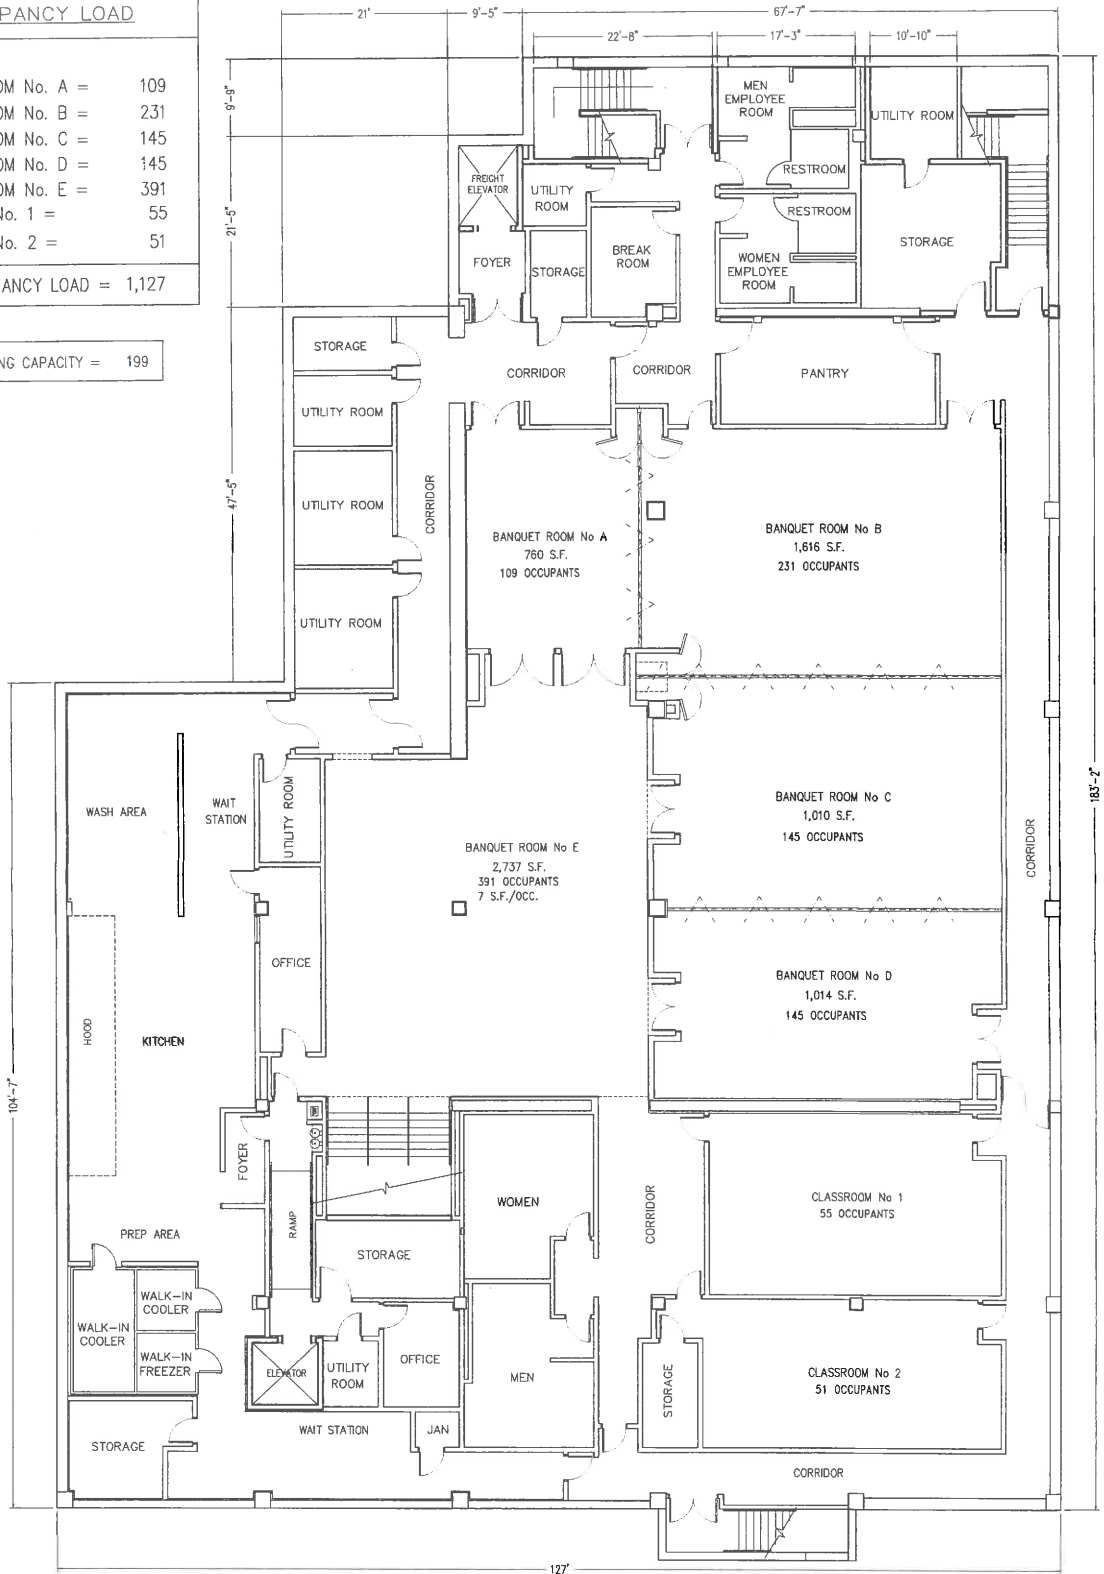 PANCY LOAD
OM No. A = 109
OM No. B = 231
OM No. C = 145
OM No. D = 145
OM No. E = 391
No. 1 = 55
No. 2 = 51
ANCY LOAD = 1,127
NG CAPACITY = 199
21'
9'-5"
67'-7"
22'-8"
17'-3"
10'-10"
9'-9"
21'-5"
47'-5"
104'-7"
183'-2"
127'
MEN
EMPLOYEE
ROOM
UTILITY ROOM
RESTROOM
FREIGHT
ELEVATOR
UTILITY
ROOM
RESTROOM
STORAGE
FOYER
STORAGE
BREAK
ROOM
WOMEN
EMPLOYEE
ROOM
STORAGE
CORRIDOR
CORRIDOR
PANTRY
UTILITY ROOM
UTILITY ROOM
CORRIDOR
UTILITY ROOM
BANQUET ROOM No A
760 S.F.
109 OCCUPANTS
BANQUET ROOM No B
1,616 S.F.
231 OCCUPANTS
WASH AREA
WAIT
STATION
UTILITY ROOM
BANQUET ROOM No C
1,010 S.F.
145 OCCUPANTS
CORRIDOR
BANQUET ROOM No E
2,737 S.F.
391 OCCUPANTS
7 S.F./OCC.
OFFICE
BANQUET ROOM No D
1,014 S.F.
145 OCCUPANTS
HOOD
KITCHEN
FOYER
RAMP
WOMEN
CORRIDOR
CLASSROOM No 1
55 OCCUPANTS
PREP AREA
STORAGE
WALK-IN
COOLER
WALK-IN
COOLER
WALK-IN
FREEZER
ELEVATOR
UTILITY
ROOM
OFFICE
MEN
STORAGE
CLASSROOM No 2
51 OCCUPANTS
STORAGE
WAIT STATION
JAN
CORRIDOR